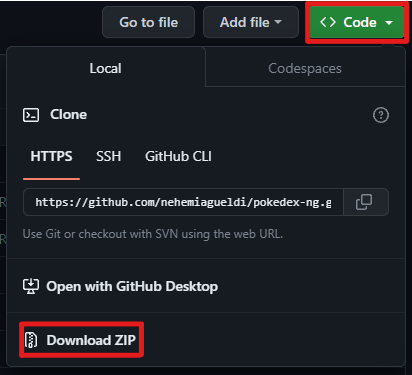 Go to file Add file <> Code
Local Codespaces
Clone
HTTPS SSH GitHub CLI
https://github.com/nehemiagueldi/pokedex-ng.g
Use Git or checkout with SVN using the web URL.
Open with GitHub Desktop
Download ZIP